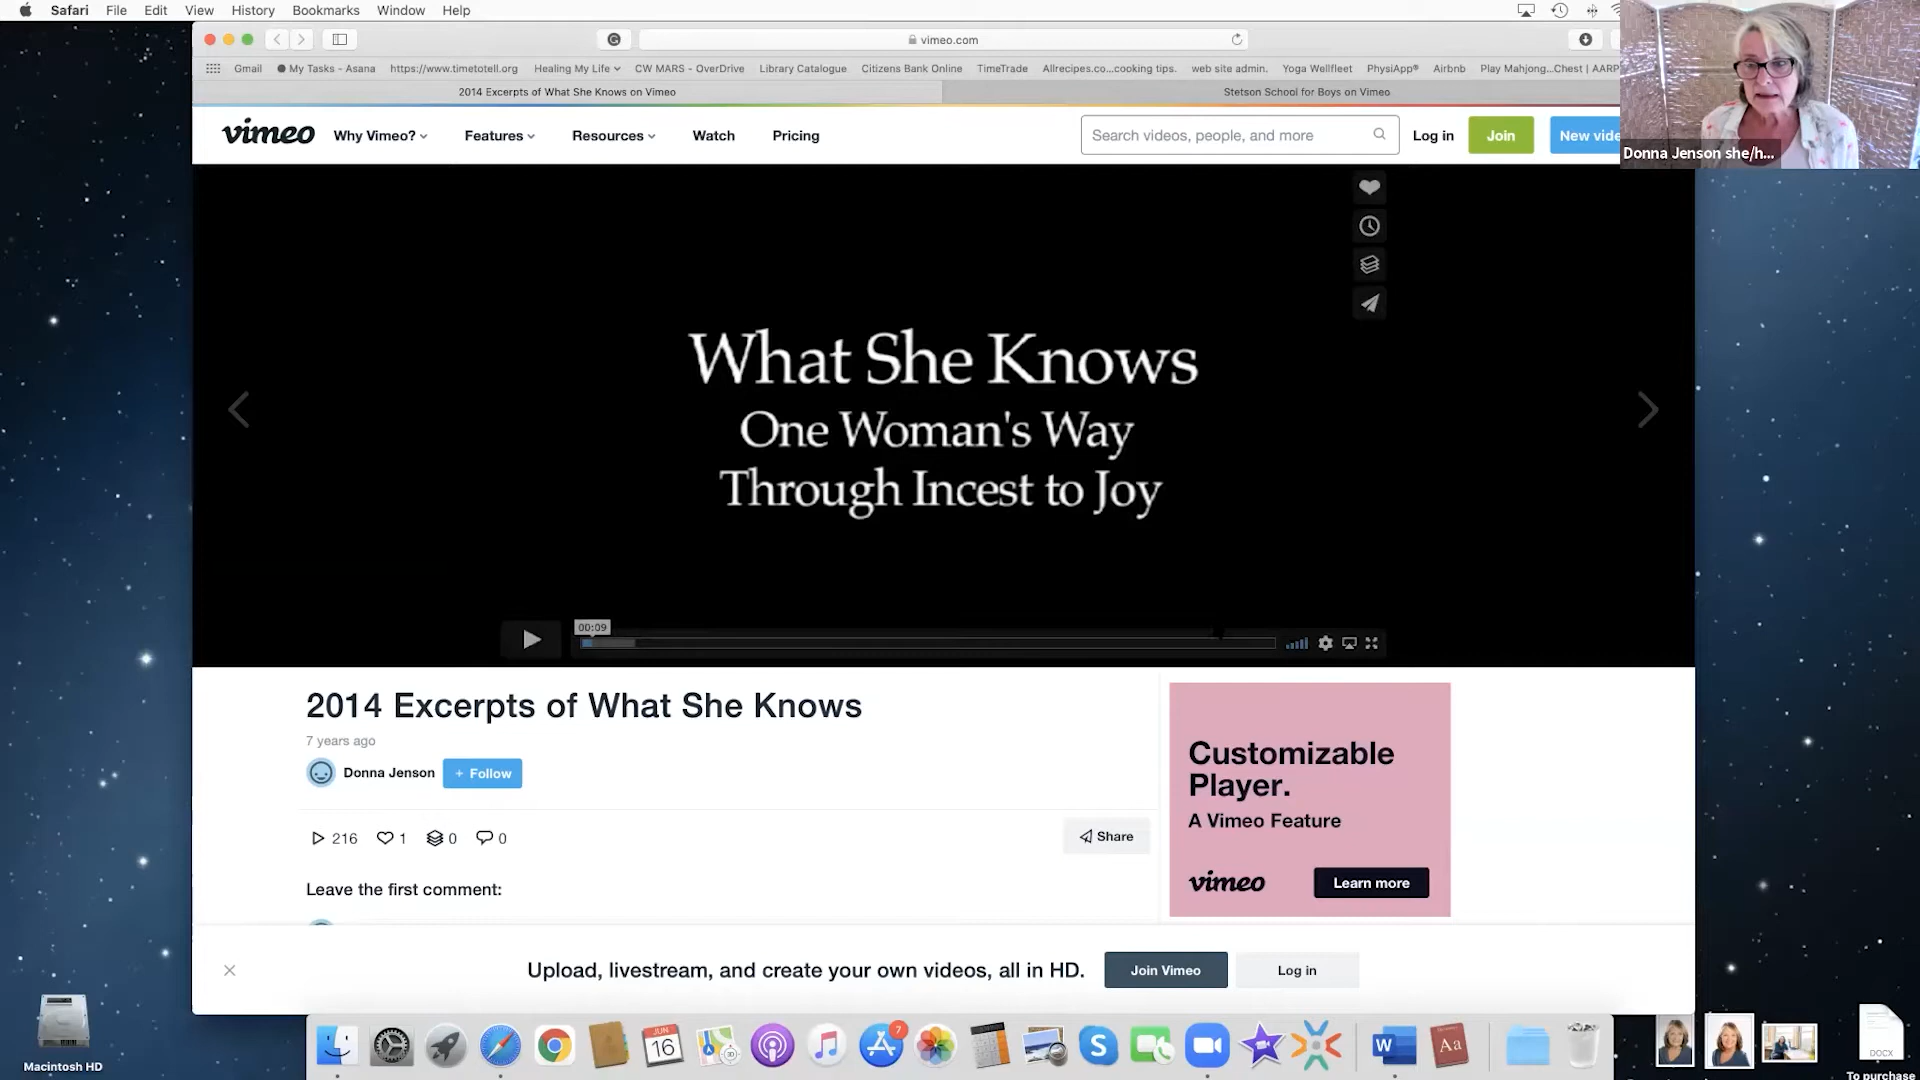 Safari File Edit View History Bookmarks Window Help
vimeo.com
Gmail My Tasks - Asana https://www.timetotell.org Healing My Life CW MARS - OverDrive Library Catalogue Citizens Bank Online TimeTrade Allrecipes.co...cooking tips. web site admin. Yoga Wellfleet PhysiApp® Airbnb Play Mahjong...Chest | AARP
2014 Excerpts of What She Knows on Vimeo Stetson School for Boys on Vimeo
vimeo Why Vimeo? Features Resources Watch Pricing Search videos, people, and more Log in Join New vide
Donna Jenson she/h...
What She Knows
One Woman's Way
Through Incest to Joy
00:09
2014 Excerpts of What She Knows
7 years ago
Donna Jenson + Follow
216 1 0 0 Share
Leave the first comment:
Customizable
Player.
A Vimeo Feature
vimeo Learn more
Upload, livestream, and create your own videos, all in HD. Join Vimeo Log in
JUN
16
7
3D
S
W
Aa
DOCX
Macintosh HD
To purchase